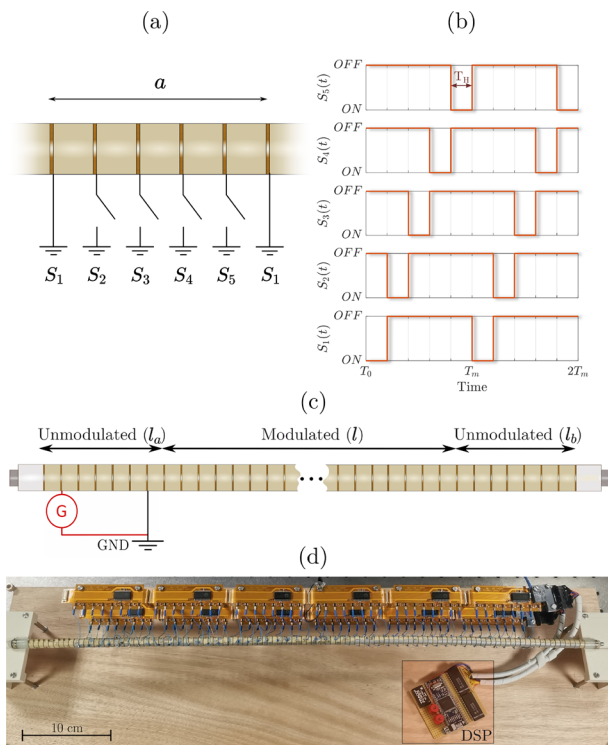 (a)
a
S1 S2 S3 S4 S5 S1
(b)
OFF
TH
S5(t)
ON
OFF
S4(t)
ON
OFF
S3(t)
ON
OFF
S2(t)
ON
OFF
S1(t)
ON
T0 Tm 2Tm
Time
(c)
Unmodulated (la) Modulated (l) Unmodulated (lb)
G
GND
(d)
10 cm
DSP